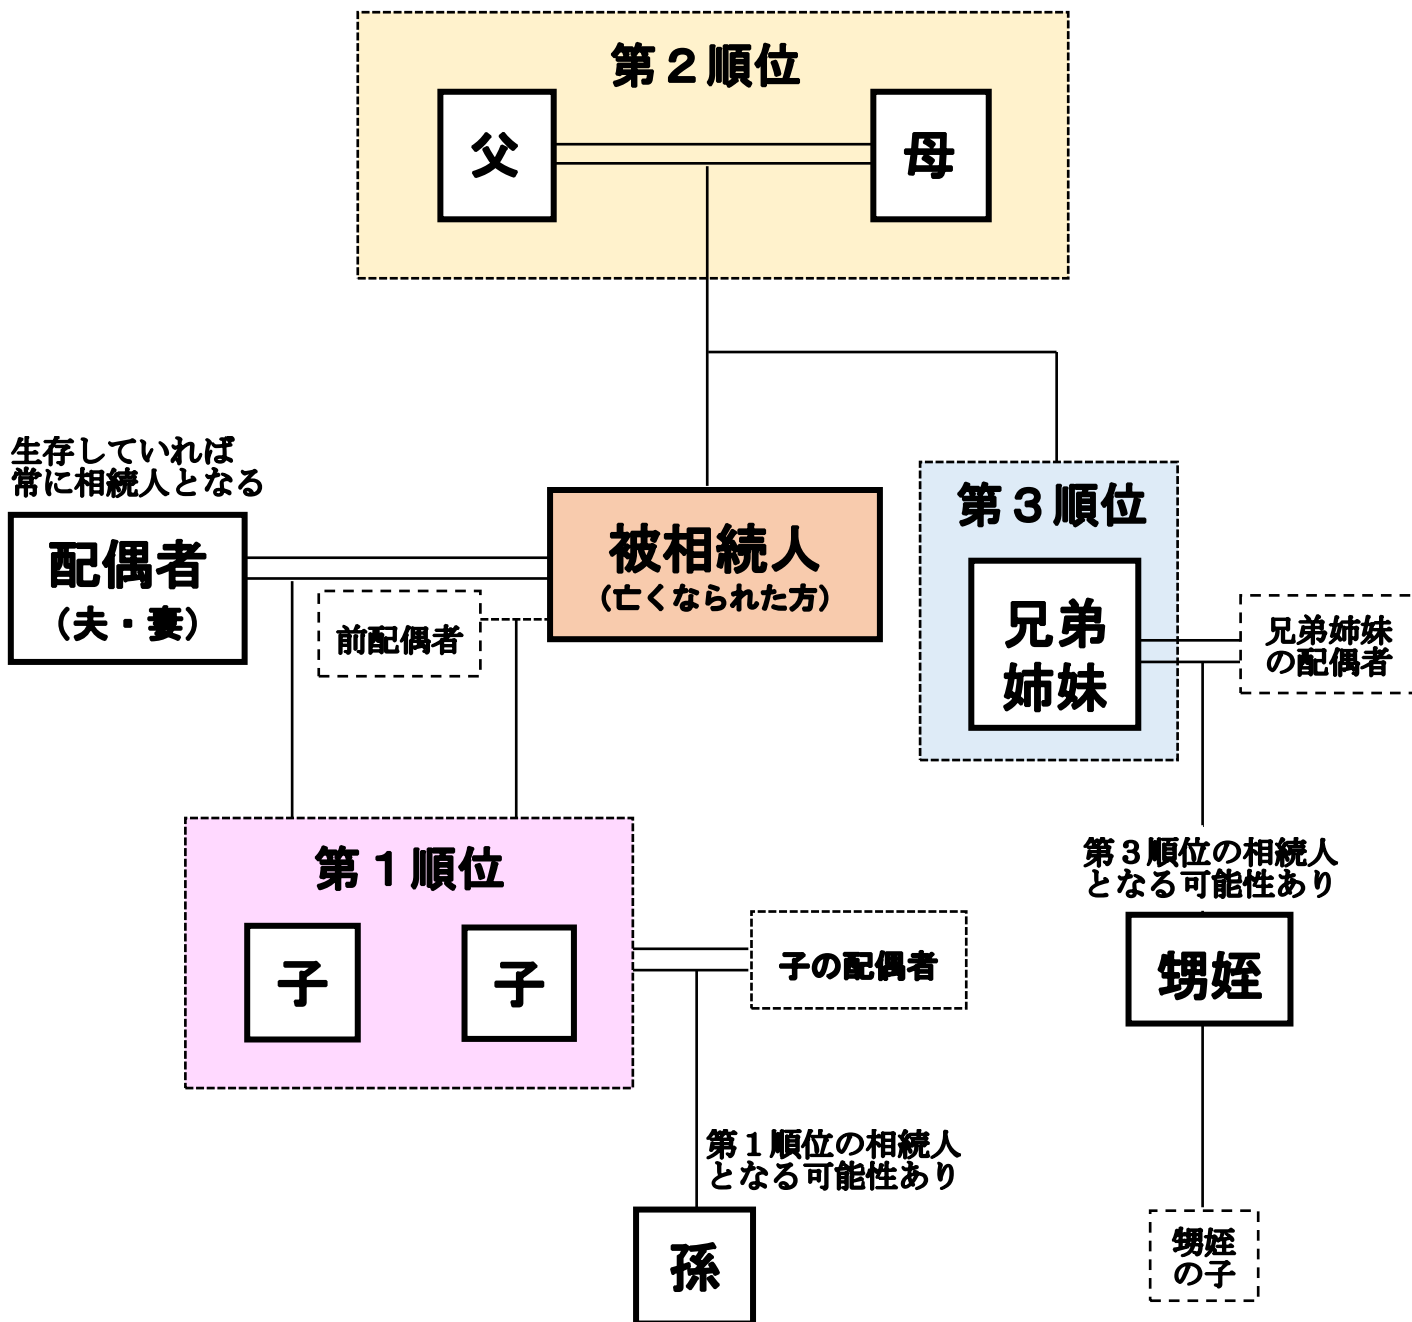 第２順位
父
母
生存していれば
常に相続人となる
配偶者
（夫・妻）
被相続人
（亡くなられた方）
前配偶者
第３順位
兄弟
姉妹
兄弟姉妹
の配偶者
第１順位
子
子
子の配偶者
第３順位の相続人
となる可能性あり
甥姪
第１順位の相続人
となる可能性あり
孫
甥姪
の子